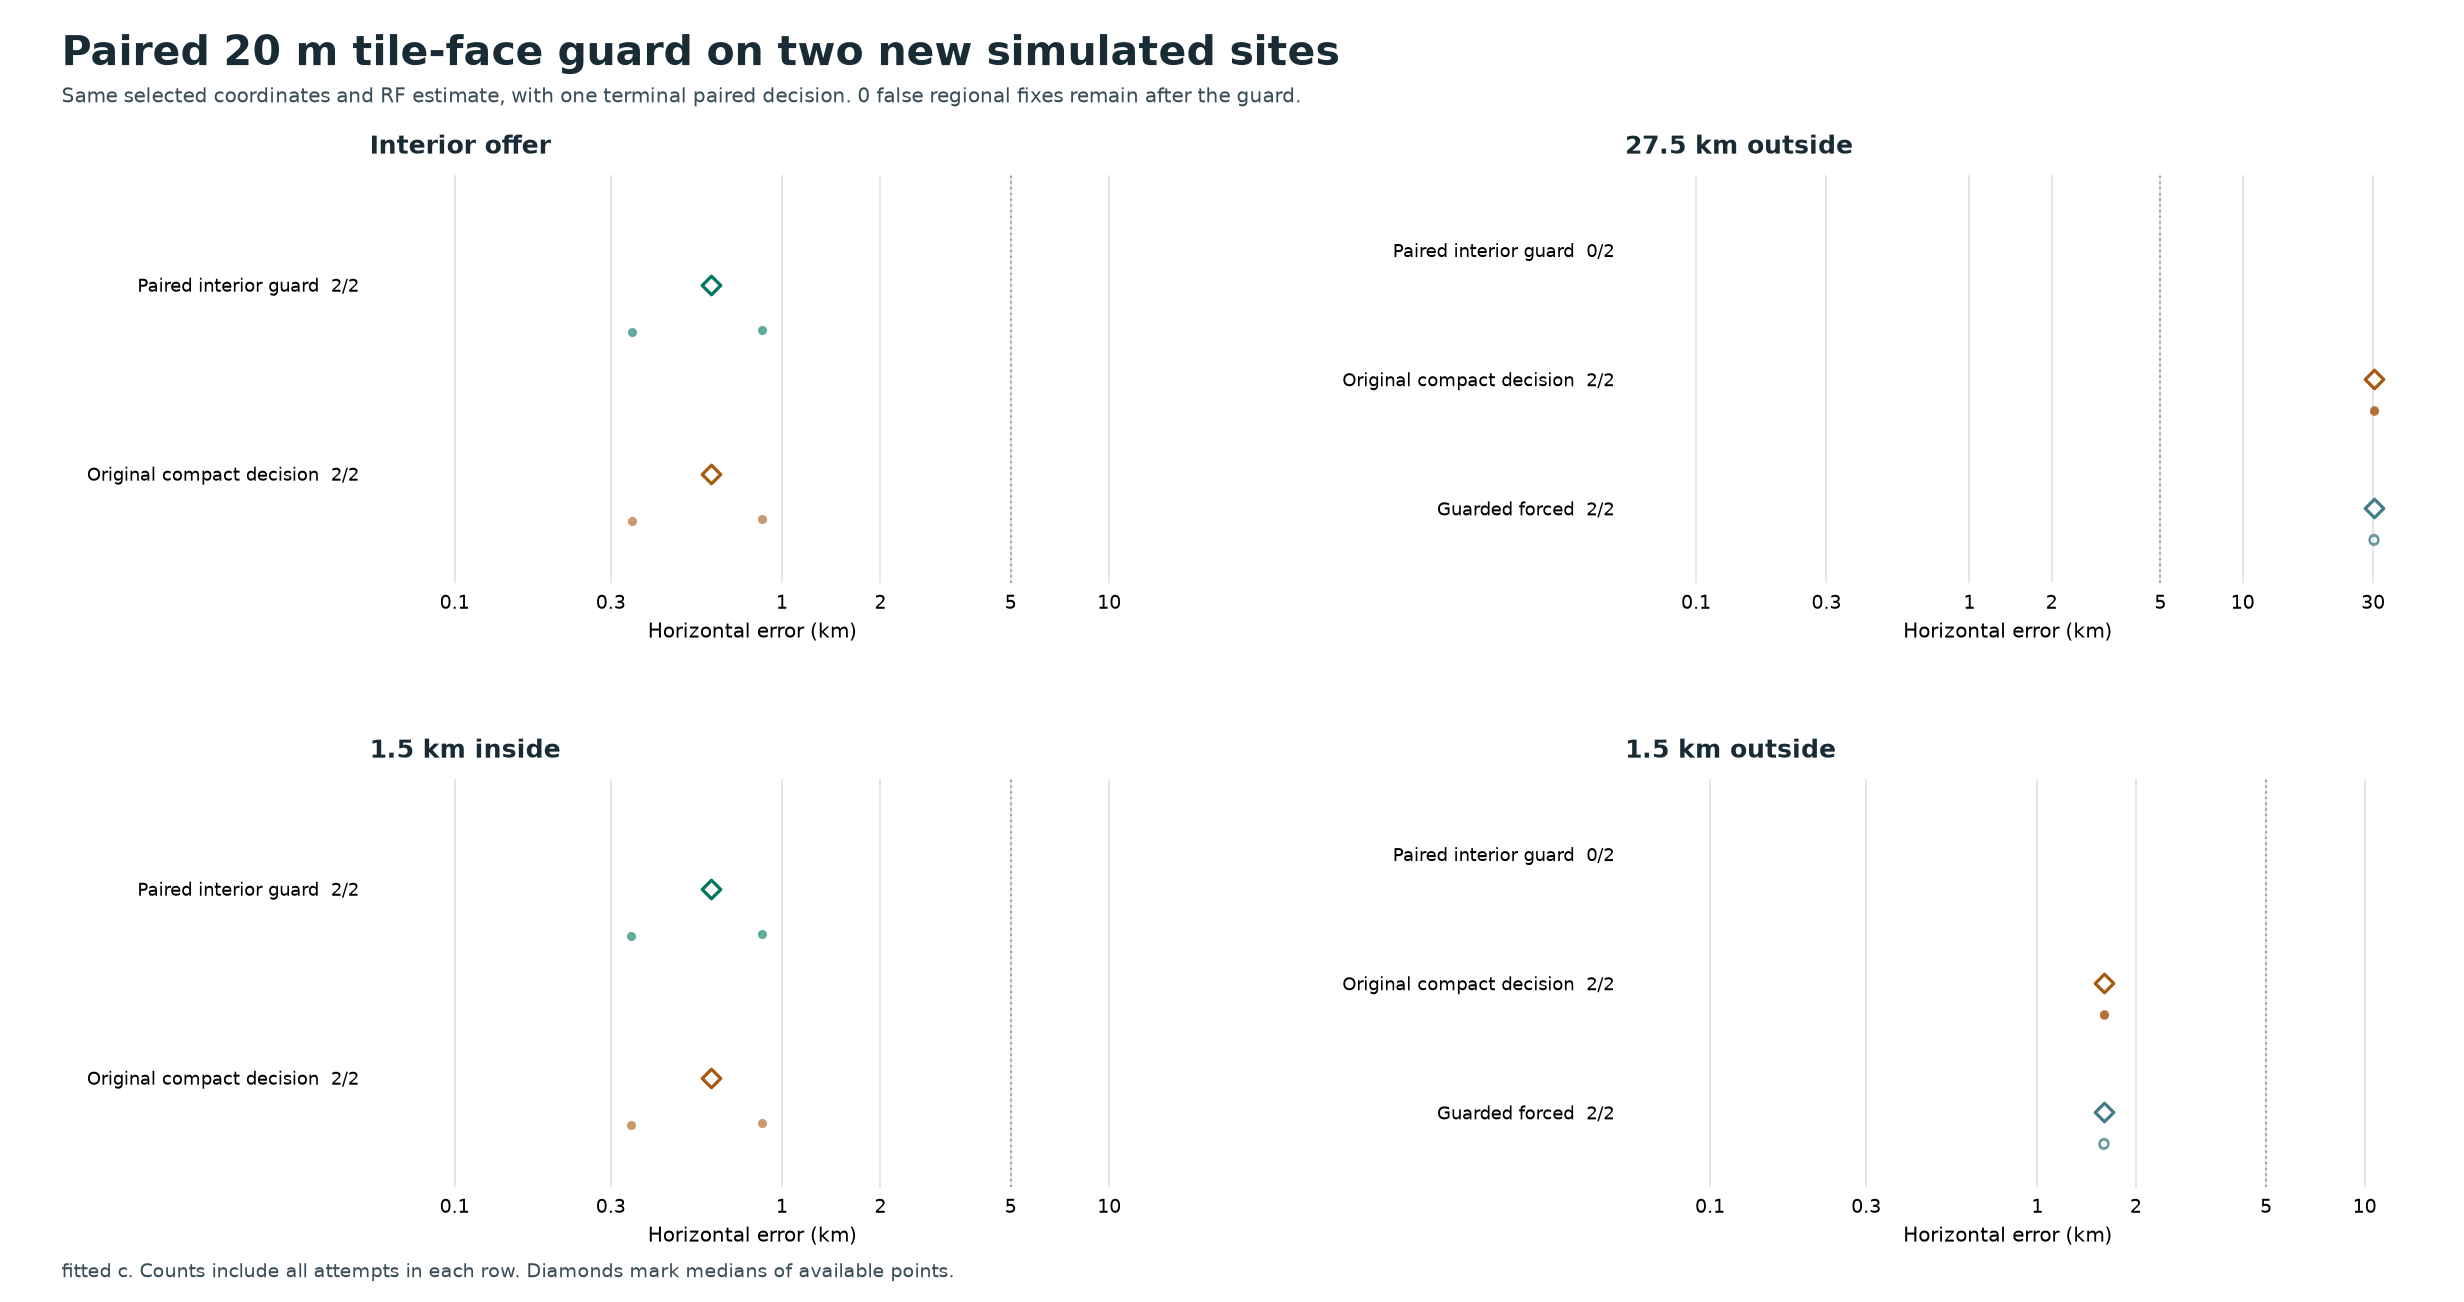 Paired 20 m tile-face guard on two new simulated sites
Same selected coordinates and RF estimate, with one terminal paired decision. 0 false regional fixes remain after the guard.
Interior offer
Paired interior guard 2/2
Original compact decision 2/2
0.1 0.3 1 2 5 10
Horizontal error (km)
27.5 km outside
Paired interior guard 0/2
Original compact decision 2/2
Guarded forced 2/2
0.1 0.3 1 2 5 10 30
Horizontal error (km)
1.5 km inside
Paired interior guard 2/2
Original compact decision 2/2
0.1 0.3 1 2 5 10
Horizontal error (km)
1.5 km outside
Paired interior guard 0/2
Original compact decision 2/2
Guarded forced 2/2
0.1 0.3 1 2 5 10
Horizontal error (km)
fitted c. Counts include all attempts in each row. Diamonds mark medians of available points.